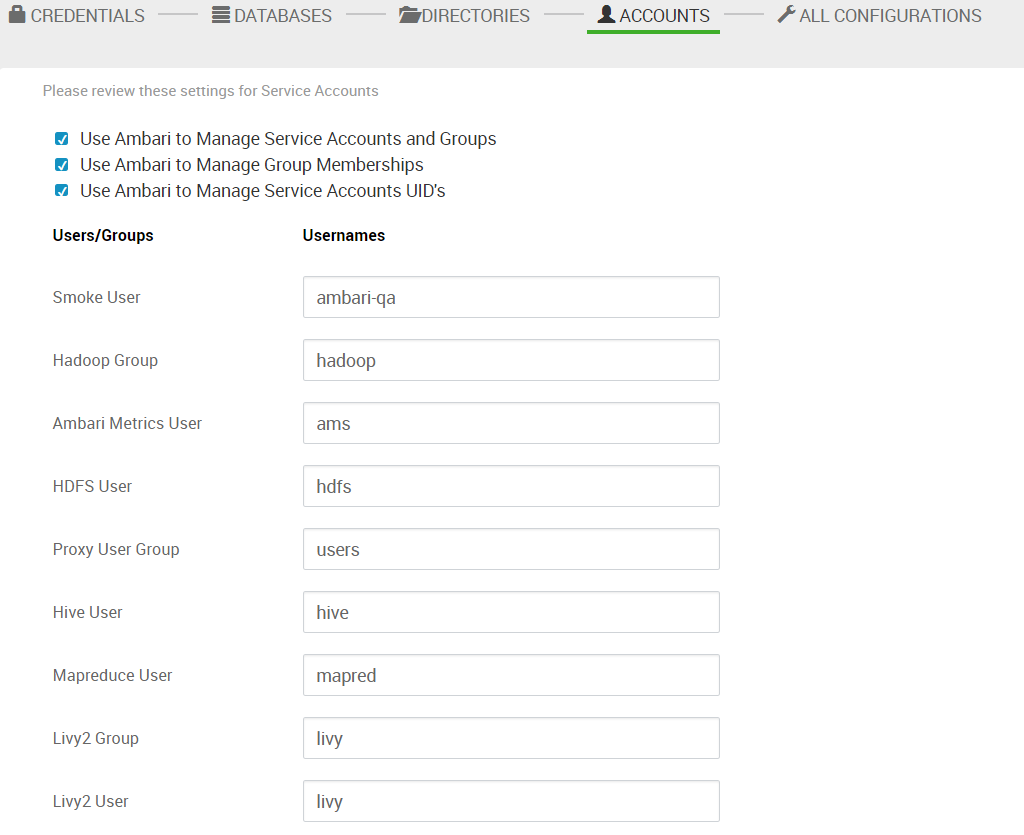 CREDENTIALS DATABASES DIRECTORIES ACCOUNTS ALL CONFIGURATIONS
Please review these settings for Service Accounts
Use Ambari to Manage Service Accounts and Groups
Use Ambari to Manage Group Memberships
Use Ambari to Manage Service Accounts UID's
Users/Groups Usernames
Smoke User ambari-qa
Hadoop Group hadoop
Ambari Metrics User ams
HDFS User hdfs
Proxy User Group users
Hive User hive
Mapreduce User mapred
Livy2 Group livy
Livy2 User livy